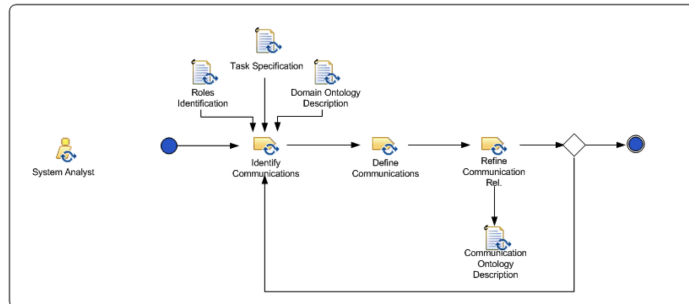 Task Specification
Roles
Identification
Domain Ontology
Description
System Analyst
Identify
Communications
Define
Communications
Refine
Communication
Rel.
Communication
Ontology
Description